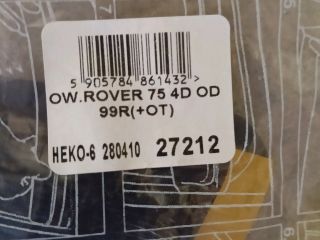 5 905784 861432 >
OW.ROVER 75 4D OD
99R(+OT)
HEKO-6 280410 27212